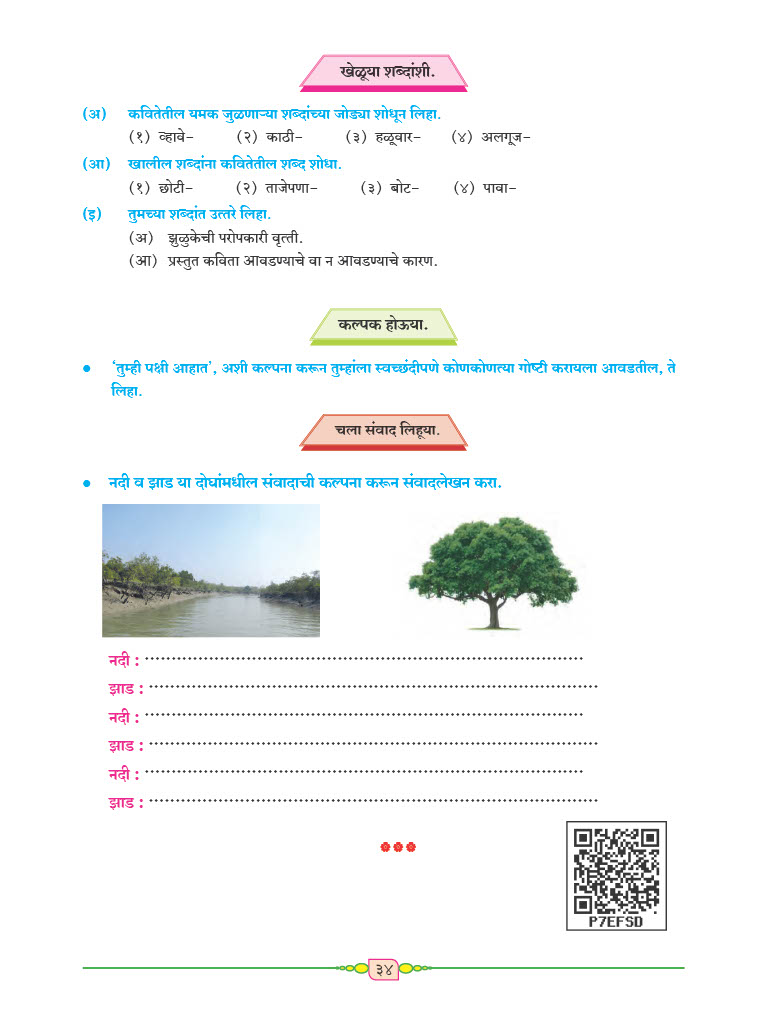 खेळूया शब्दांशी.
(अ) कवितेतील यमक जुळणाऱ्या शब्दांच्या जोड्या शोधून लिहा.
(१) व्हावे- (२) काठी- (३) हळूवार- (४) अलगूज-
(आ) खालील शब्दांना कवितेतील शब्द शोधा.
(१) छोटी- (२) ताजेपणा- (३) बोट- (४) पावा-
(इ) तुमच्या शब्दांत उत्तरे लिहा.
(अ) झुळुकेची परोपकारी वृत्ती.
(आ) प्रस्तुत कविता आवडण्याचे वा न आवडण्याचे कारण.
कल्पक होऊया.
• ‘तुम्ही पक्षी आहात’, अशी कल्पना करून तुम्हांला स्वच्छंदीपणे कोणकोणत्या गोष्टी करायला आवडतील, ते
लिहा.
चला संवाद लिहूया.
• नदी व झाड या दोघांमधील संवादाची कल्पना करून संवादलेखन करा.
नदी :
झाड :
नदी :
झाड :
नदी :
झाड :
P7EFSD
३४